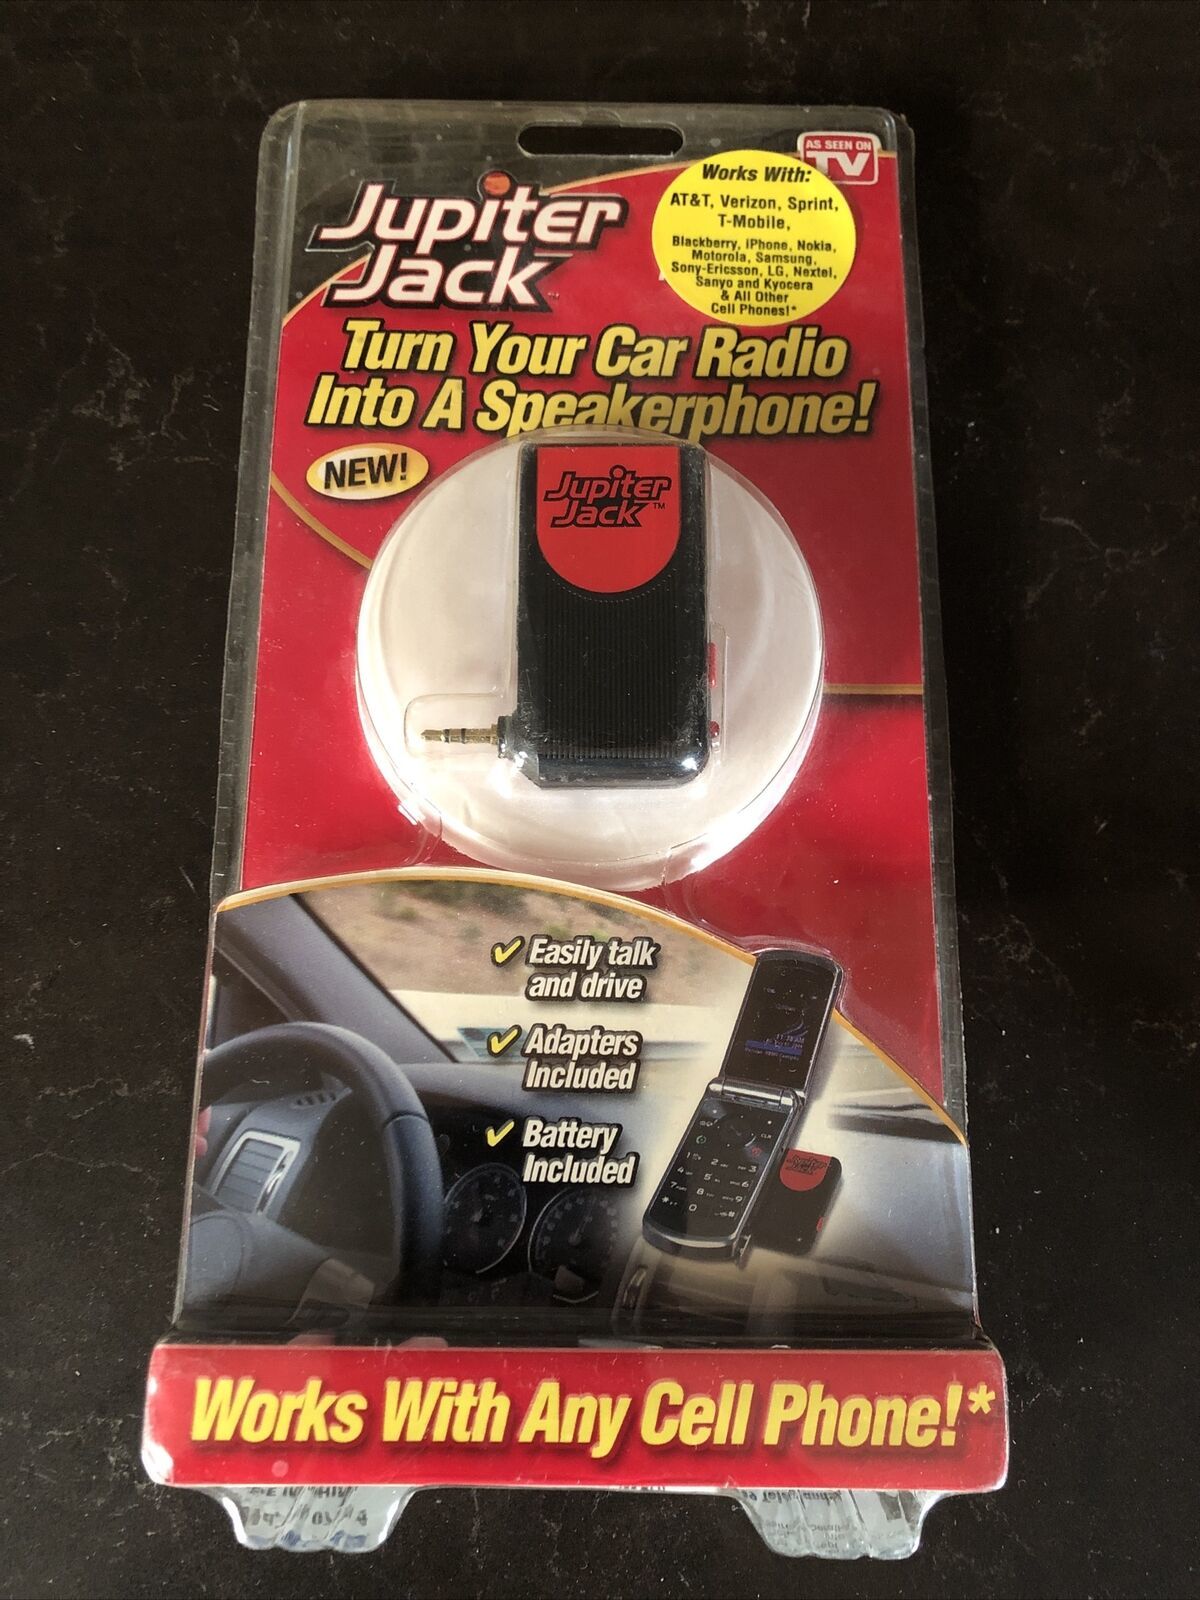 AS SEEN ON
TV
Works With:
AT&T, Verizon, Sprint,
T-Mobile,
Blackberry, iPhone, Nokia,
Motorola, Samsung,
Sony-Ericsson, LG, Nextel,
Sanyo and Kyocera
& All Other
Cell Phones!*
Jupiter
Jack
Turn Your Car Radio
Into A Speakerphone!
NEW!
Jupiter
Jack™
✓ Easily talk
and drive
✓ Adapters
Included
✓ Battery
Included
Jupiter
Jack
Works With Any Cell Phone!*